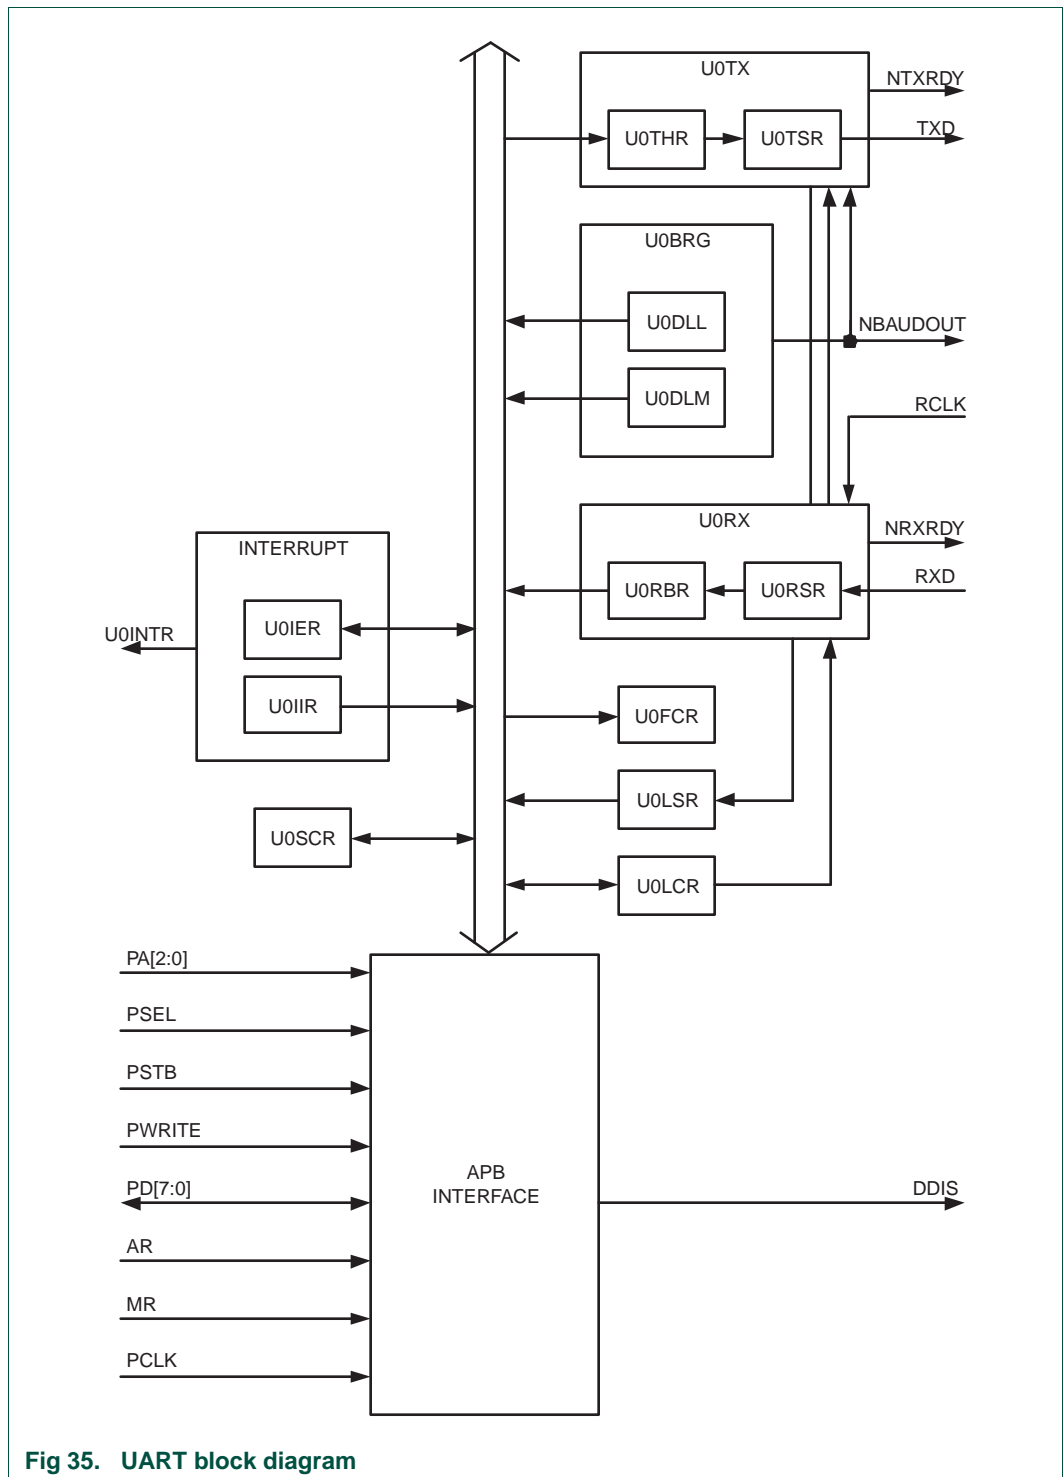 U0TX
NTXRDY
U0THR
U0TSR
TXD
U0BRG
U0DLL
NBAUDOUT
U0DLM
RCLK
U0RX
NRXRDY
INTERRUPT
U0RBR
U0RSR
RXD
U0INTR
U0IER
U0IIR
U0FCR
U0LSR
U0SCR
U0LCR
PA[2:0]
PSEL
PSTB
PWRITE
APB
INTERFACE
PD[7:0]
DDIS
AR
MR
PCLK
Fig 35. UART block diagram